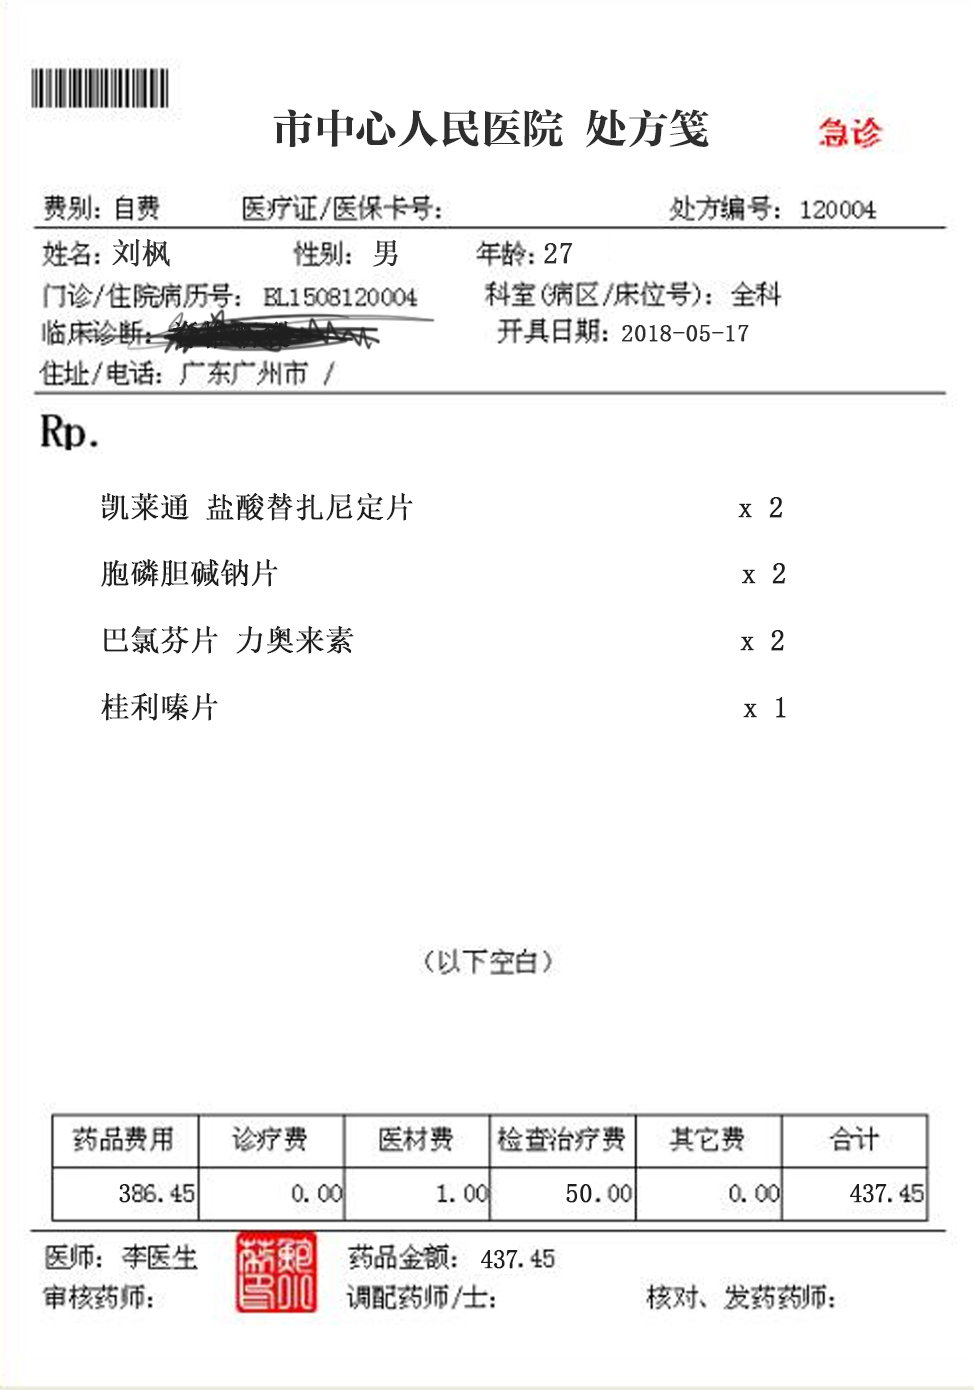 市中心人民医院 处方笺
急诊
费别: 自费 医疗证/医保卡号: 处方编号: 120004
姓名: 刘枫 性别: 男 年龄: 27
门诊/住院病历号: BL1508120004 科室(病区/床位号): 全科
临床诊断: 开具日期: 2018-05-17
住址/电话: 广东广州市 /
Rp.
凯莱通 盐酸替扎尼定片 x 2
胞磷胆碱钠片 x 2
巴氯芬片 力奥来素 x 2
桂利嗪片 x 1
(以下空白)
药品费用 诊疗费 医材费 检查治疗费 其它费 合计
386.45 0.00 1.00 50.00 0.00 437.45
医师: 李医生 药品金额: 437.45
审核药师: 调配药师/士: 核对、发药药师: